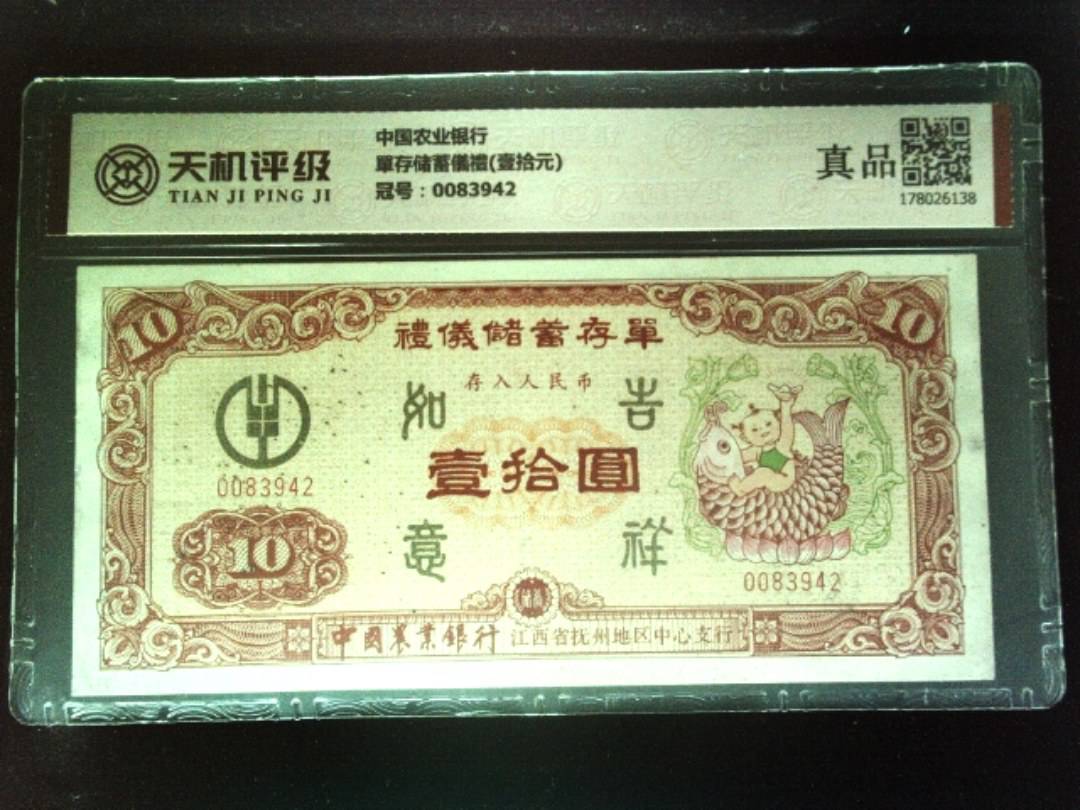 天机评级
TIAN JI PING JI
中国农业银行
單存储蓄儀禮(壹拾元)
冠号：0083942
真品
178026138
10
10
禮儀儲蓄存單
存入人民币
如 吉
壹拾圓
0083942
意 祥
10
0083942
中國農業銀行 江西省抚州地区中心支行